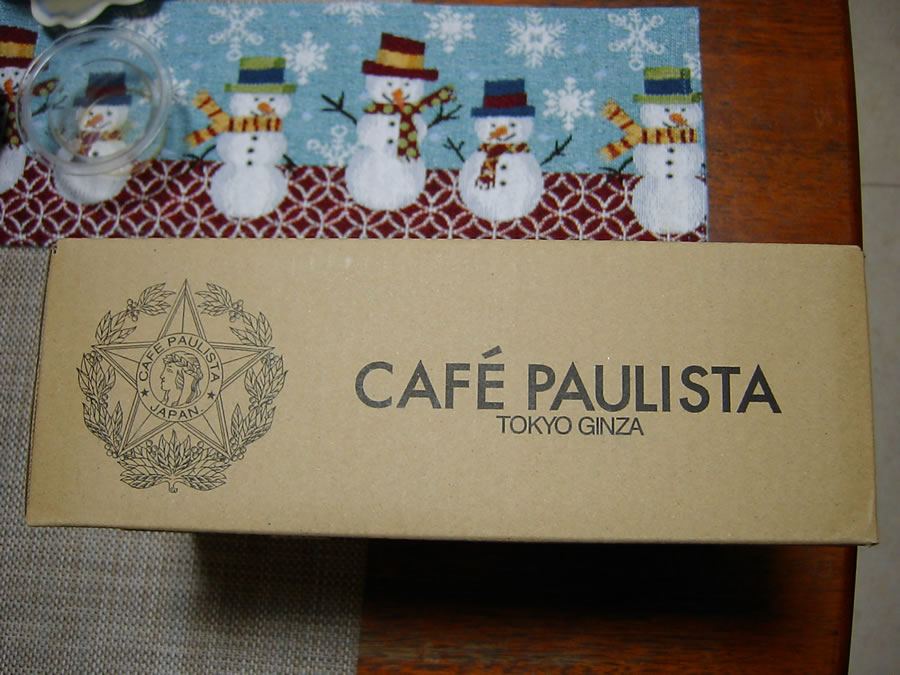 CAFE PAULISTA
JAPAN.
CAFÉ PAULISTA
TOKYO GINZA